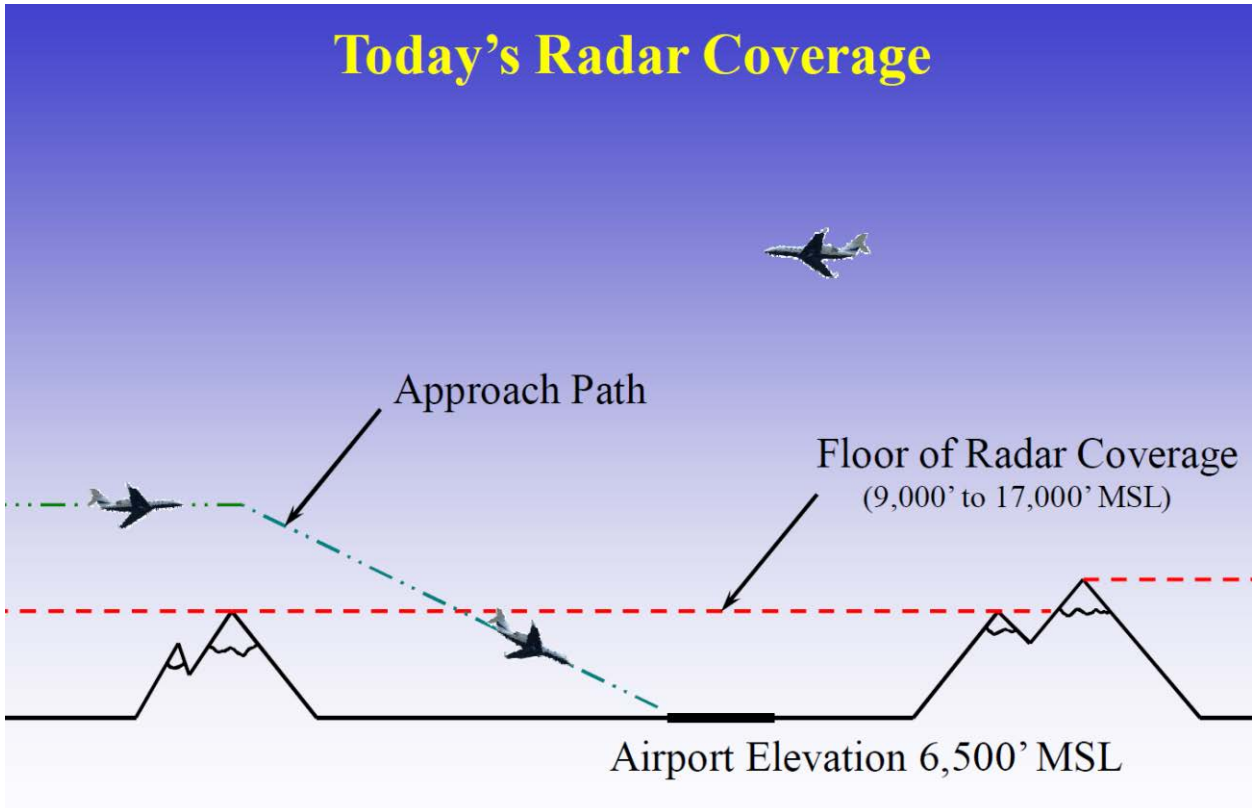 Today’s Radar Coverage
Approach Path
Floor of Radar Coverage
(9,000’ to 17,000’ MSL)
Airport Elevation 6,500’ MSL